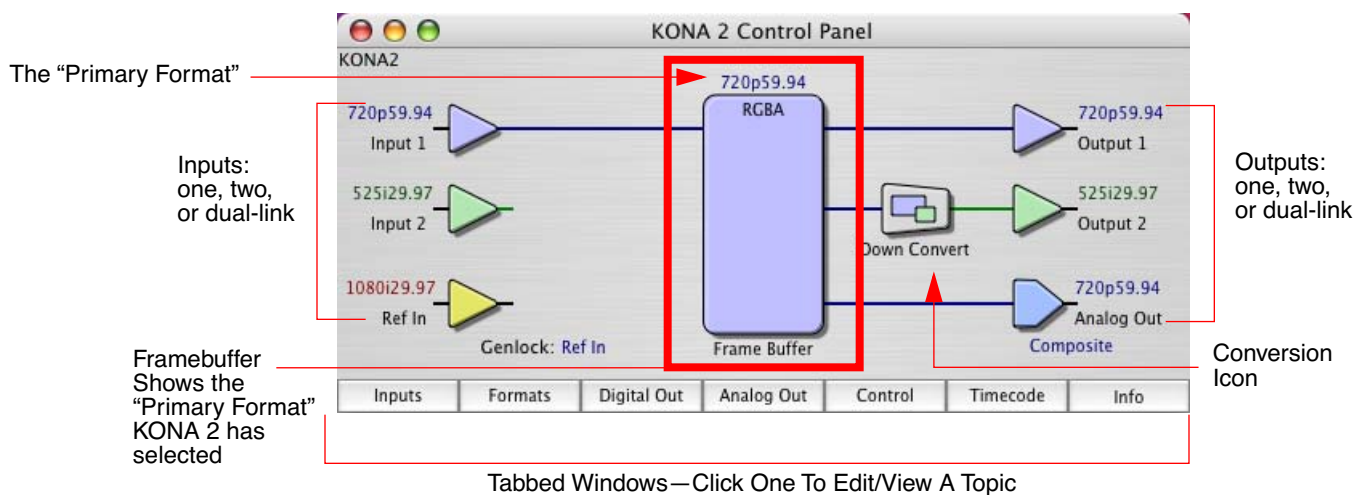 KONA 2 Control Panel
KONA2
The “Primary Format”
720p59.94
RGBA
720p59.94
Input 1
720p59.94
Output 1
Inputs:
one, two,
or dual-link
Outputs:
one, two,
or dual-link
525i29.97
Input 2
525i29.97
Output 2
Down Convert
1080i29.97
Ref In
720p59.94
Analog Out
Genlock: Ref In
Frame Buffer
Composite
Framebuffer
Shows the
“Primary Format”
KONA 2 has
selected
Conversion
Icon
Inputs
Formats
Digital Out
Analog Out
Control
Timecode
Info
Tabbed Windows—Click One To Edit/View A Topic